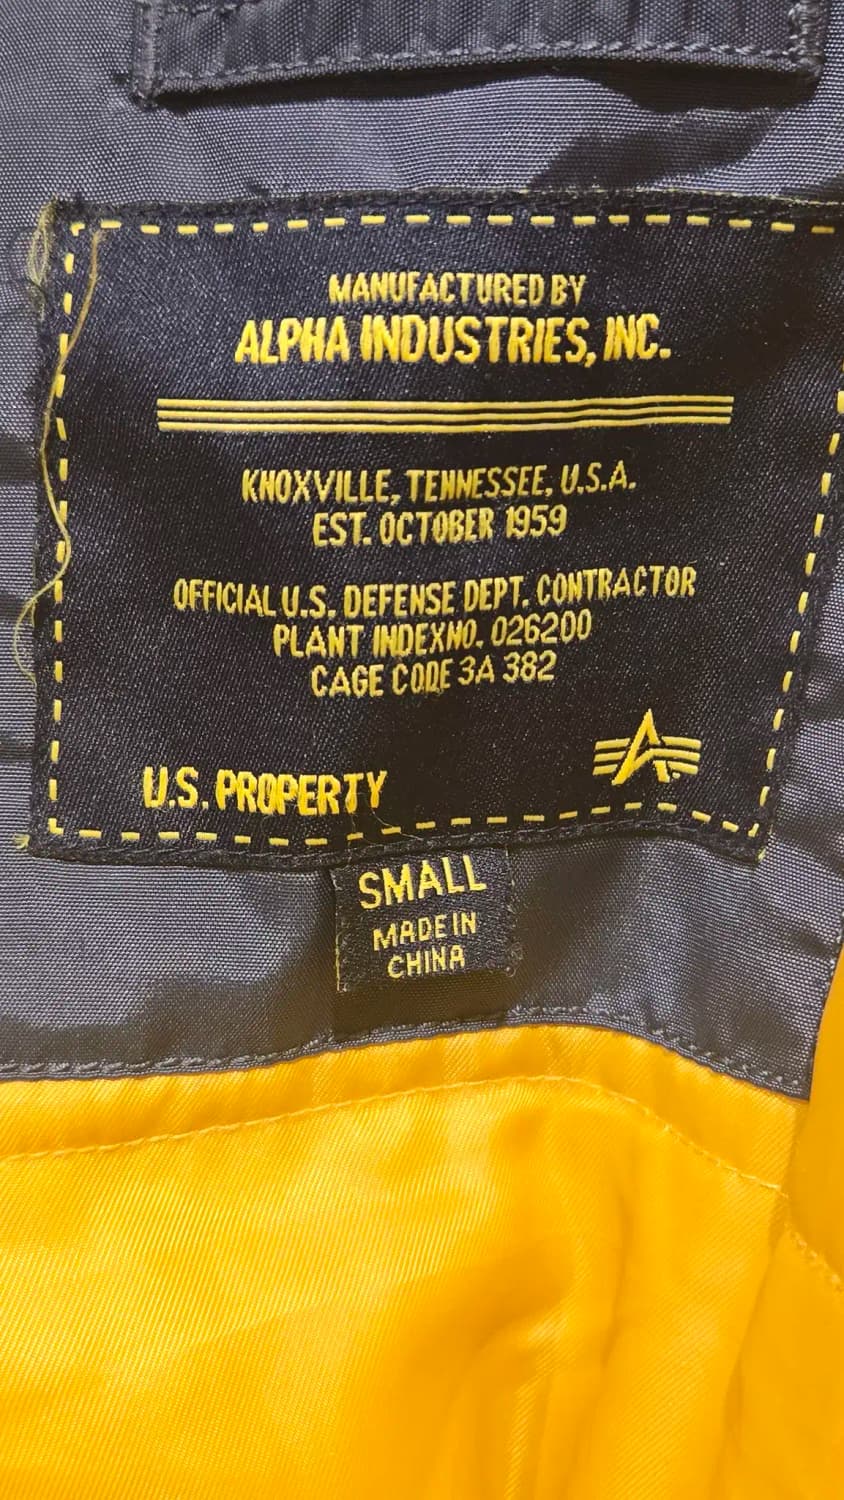 MANUFACTURED BY
ALPHA INDUSTRIES, INC.
KNOXVILLE, TENNESSEE, U.S.A.
EST. OCTOBER 1959
OFFICIAL U.S. DEFENSE DEPT. CONTRACTOR
PLANT INDEXNO. 026200
CAGE CODE 3A 382
U.S. PROPERTY
A.
SMALL
MADE IN
CHINA